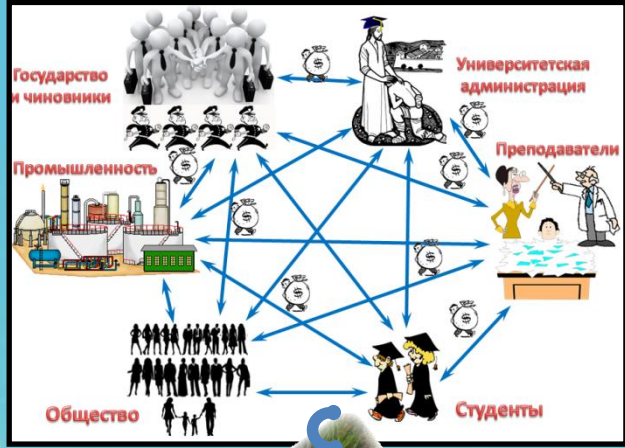 Государство
и чиновники
Университетская
администрация
Промышленность
Преподаватели
Общество
Студенты